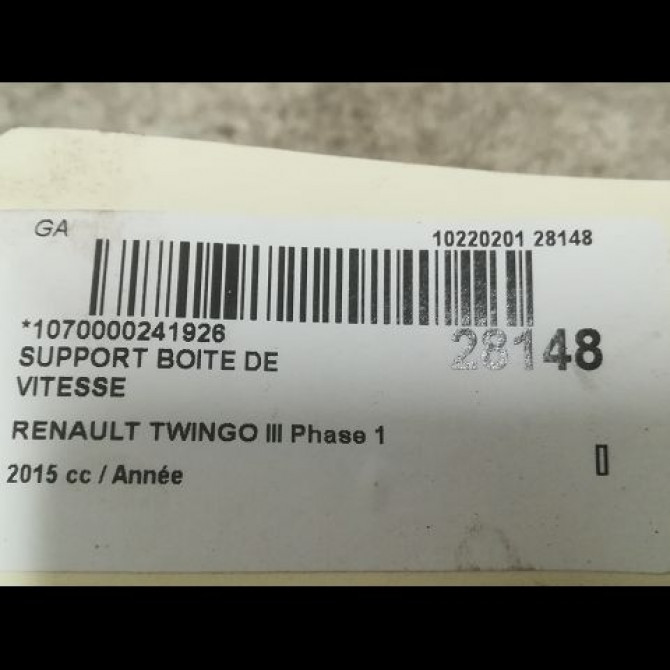 GA
10220201 28148
*1070000241926
28148
SUPPORT BOITE DE
VITESSE
RENAULT TWINGO III Phase 1
2015 cc / Année